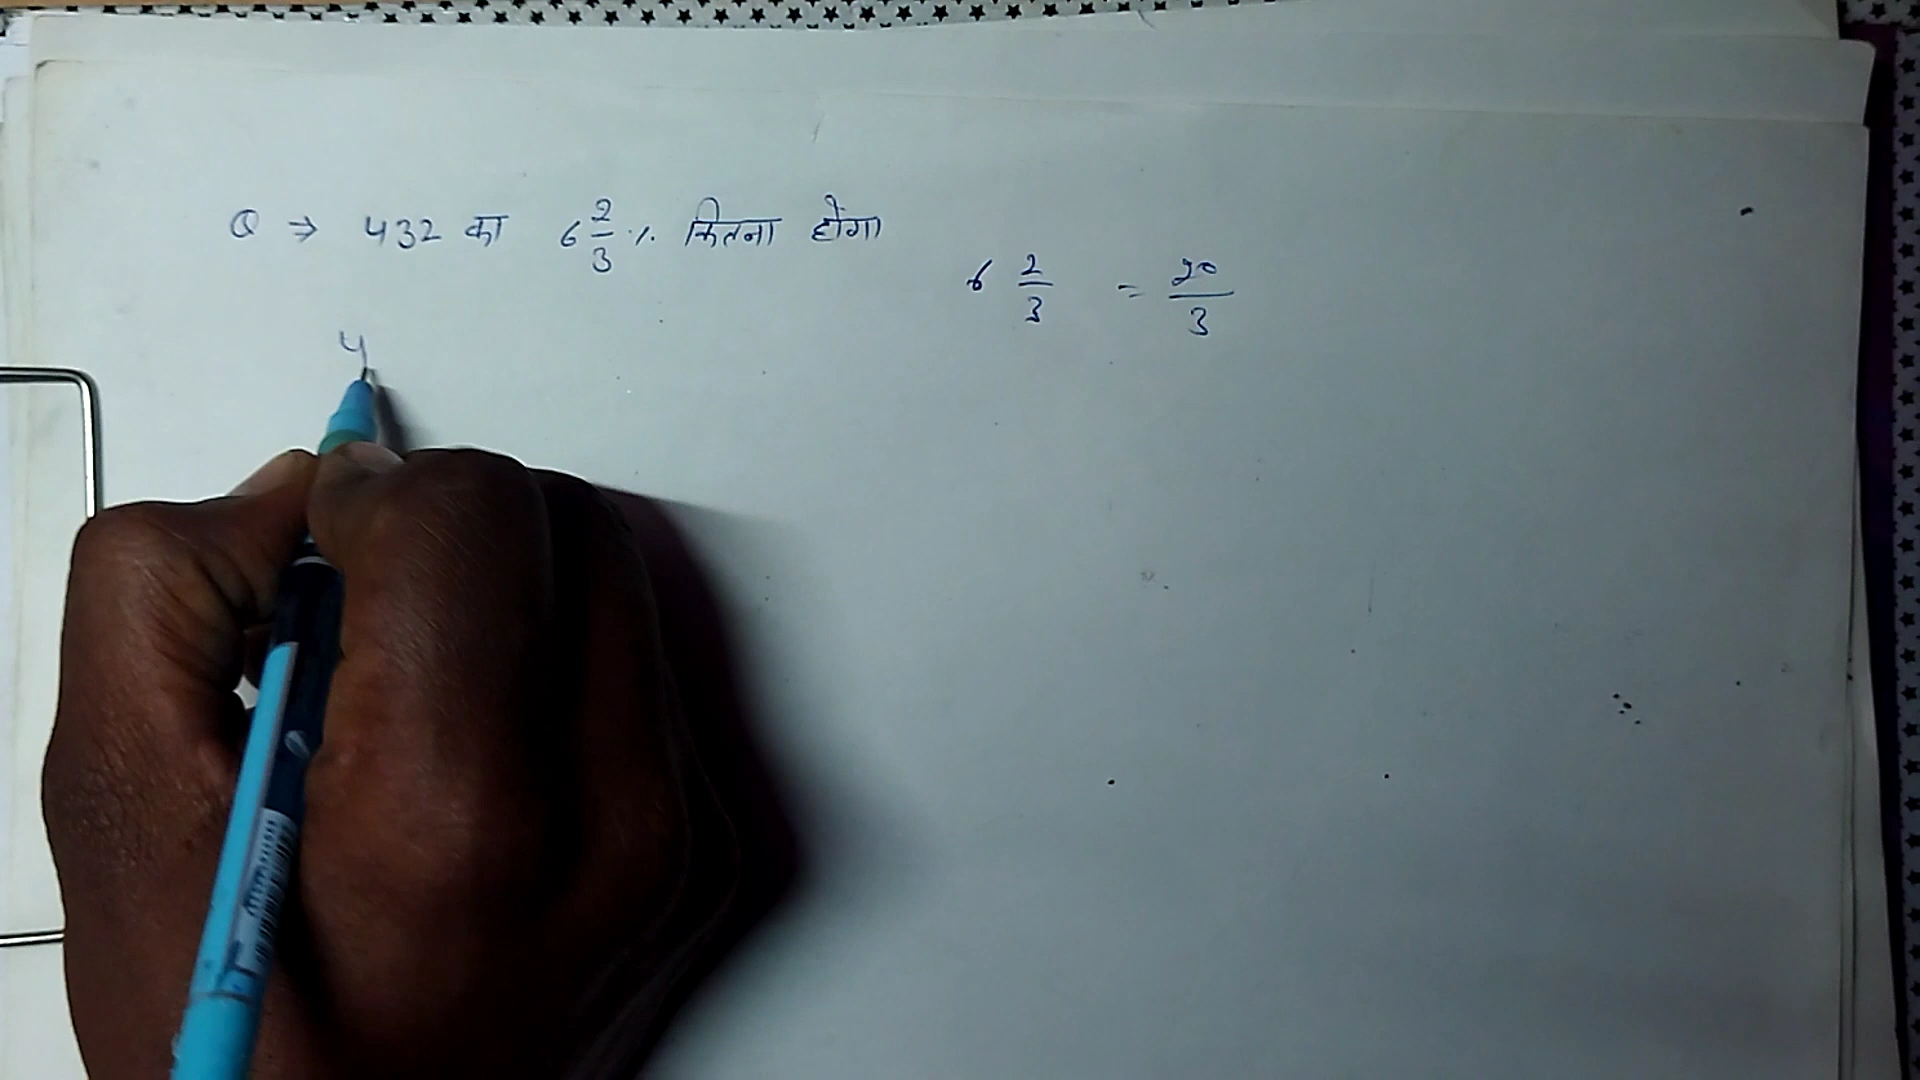 Q ⇒ 432 का 6 2/3 % कितना होंगा
6 2/3 = 20/3
4